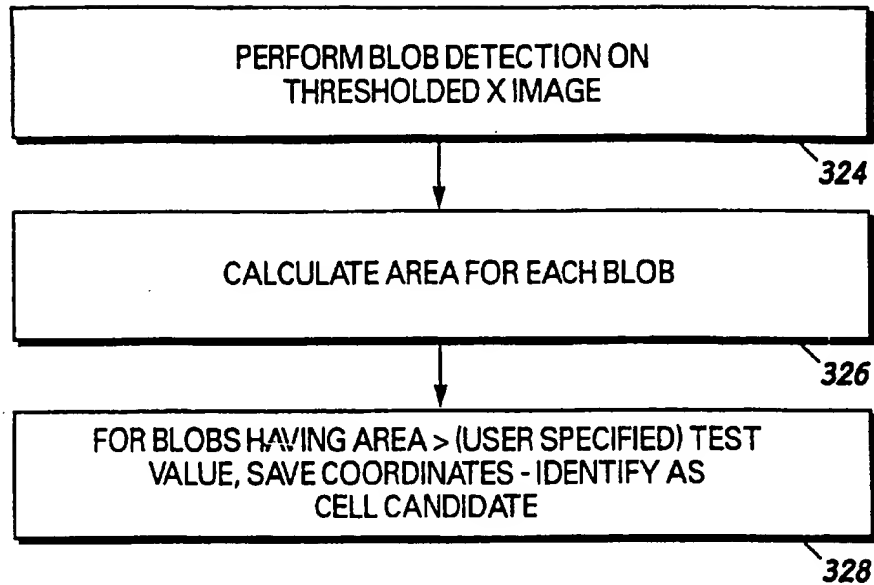 PERFORM BLOB DETECTION ON
THRESHOLDED X IMAGE
324
CALCULATE AREA FOR EACH BLOB
326
FOR BLOBS HAVING AREA > (USER SPECIFIED) TEST
VALUE, SAVE COORDINATES - IDENTIFY AS
CELL CANDIDATE
328